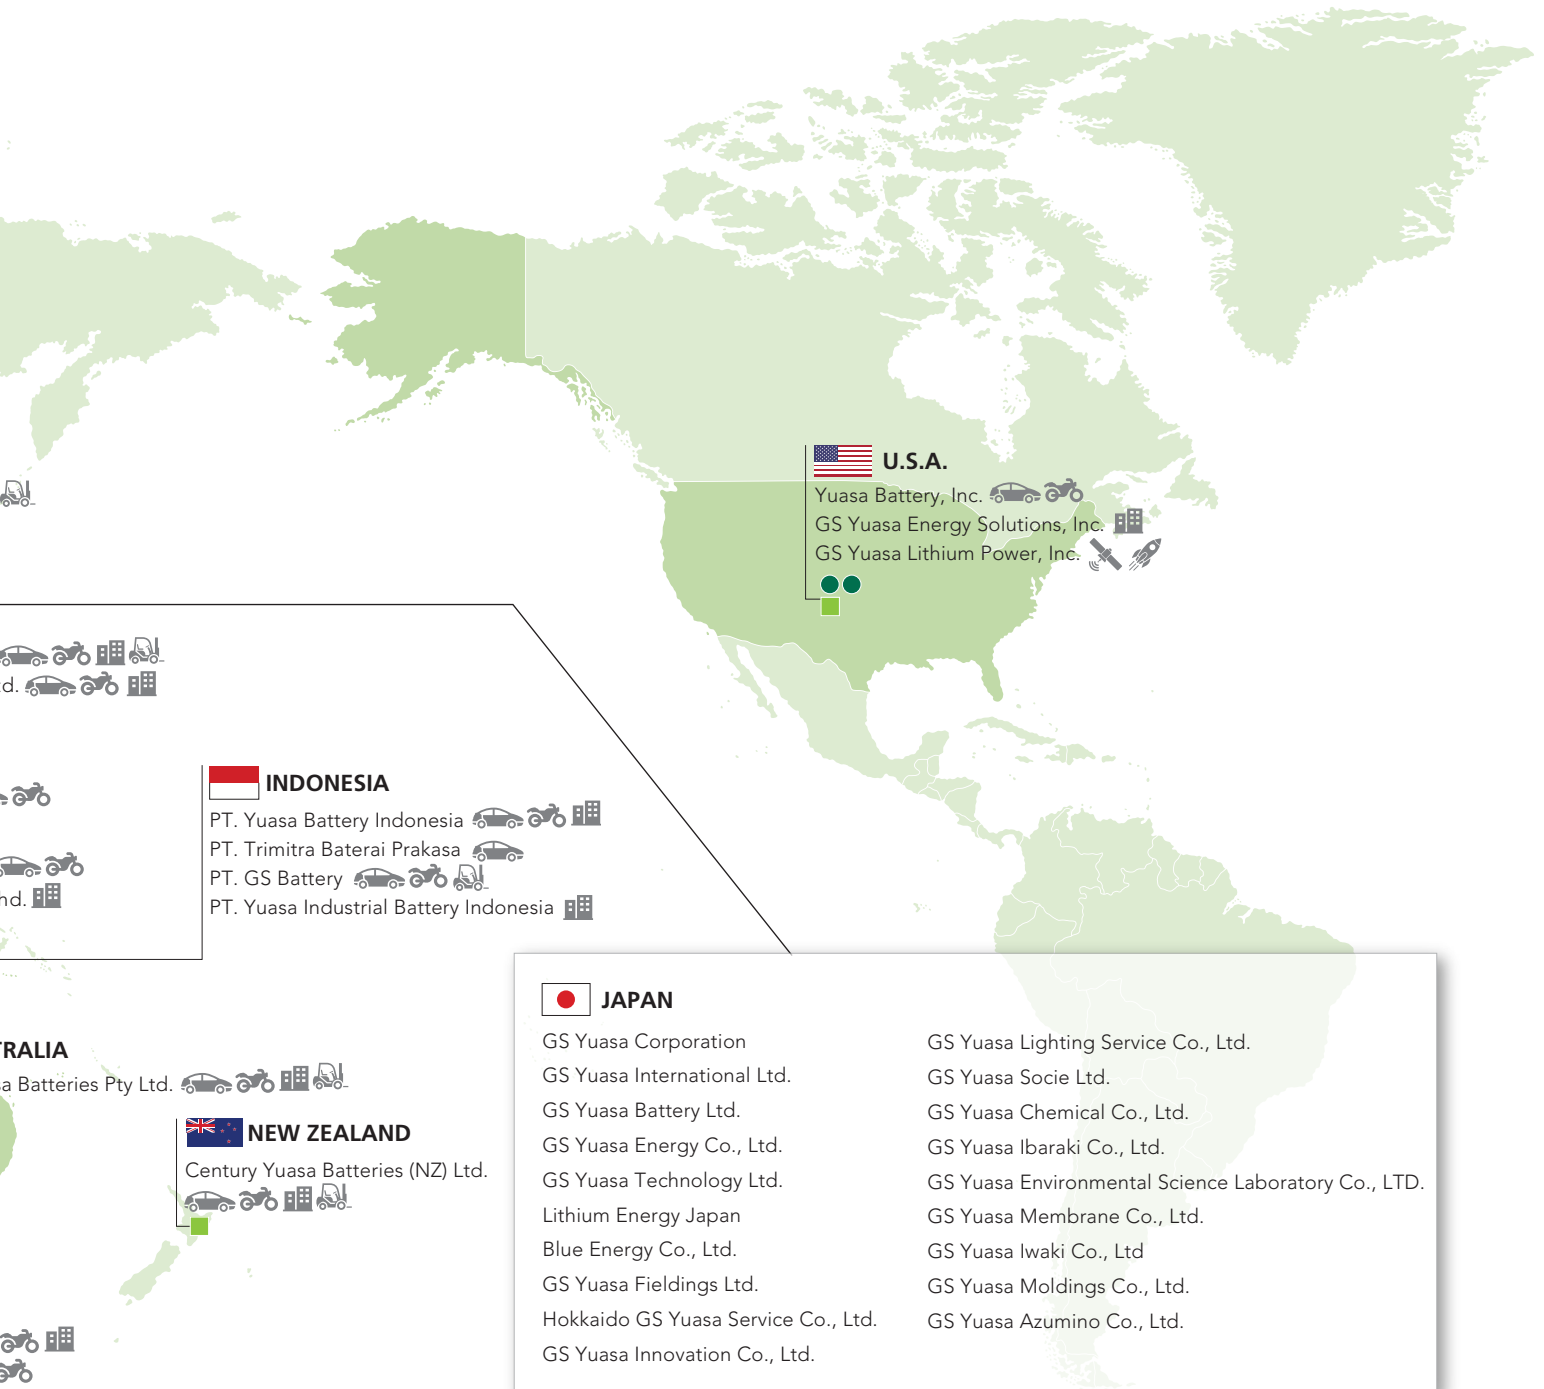 U.S.A.
Yuasa Battery, Inc.
GS Yuasa Energy Solutions, Inc.
GS Yuasa Lithium Power, Inc.
d.
INDONESIA
PT. Yuasa Battery Indonesia
PT. Trimitra Baterai Prakasa
PT. GS Battery
PT. Yuasa Industrial Battery Indonesia
hd.
TRALIA
a Batteries Pty Ltd.
NEW ZEALAND
Century Yuasa Batteries (NZ) Ltd.
JAPAN
GS Yuasa Corporation
GS Yuasa International Ltd.
GS Yuasa Battery Ltd.
GS Yuasa Energy Co., Ltd.
GS Yuasa Technology Ltd.
Lithium Energy Japan
Blue Energy Co., Ltd.
GS Yuasa Fieldings Ltd.
Hokkaido GS Yuasa Service Co., Ltd.
GS Yuasa Innovation Co., Ltd.
GS Yuasa Lighting Service Co., Ltd.
GS Yuasa Socie Ltd.
GS Yuasa Chemical Co., Ltd.
GS Yuasa Ibaraki Co., Ltd.
GS Yuasa Environmental Science Laboratory Co., LTD.
GS Yuasa Membrane Co., Ltd.
GS Yuasa Iwaki Co., Ltd
GS Yuasa Moldings Co., Ltd.
GS Yuasa Azumino Co., Ltd.